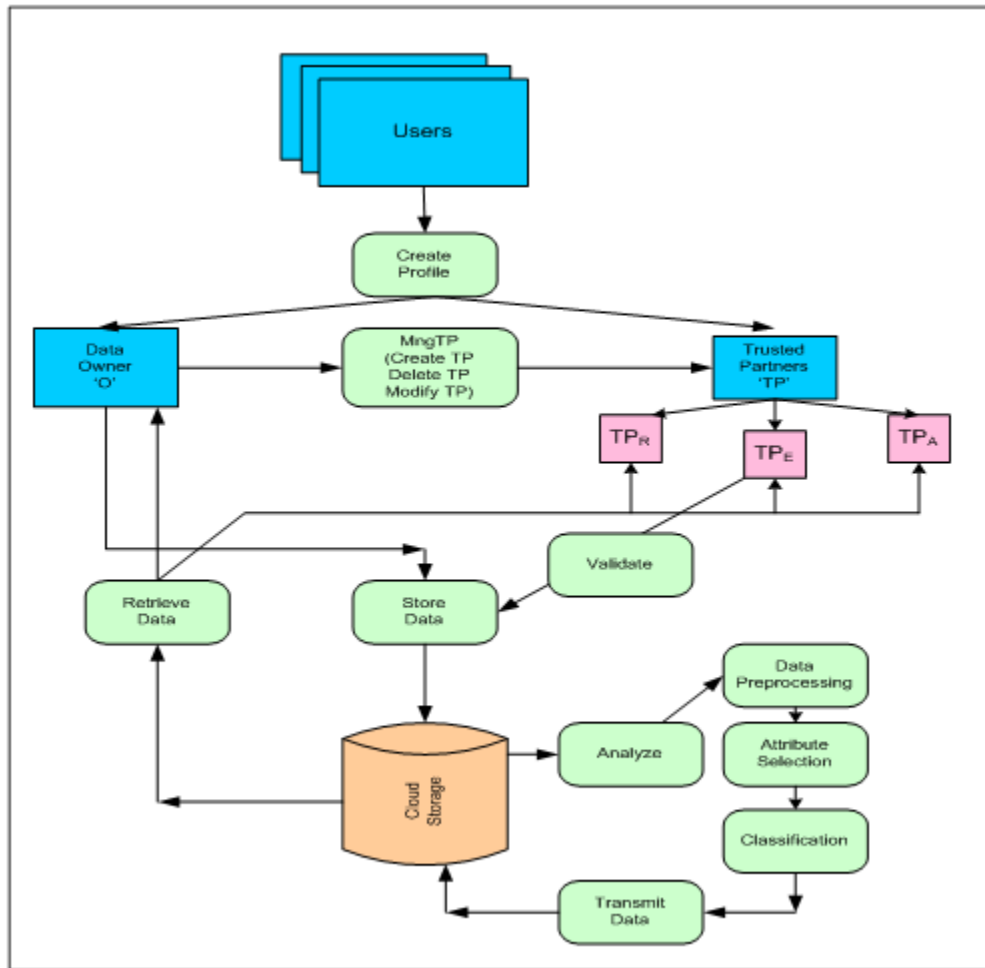 Users
Create
Profile
Data
Owner
'O'
MngTP
(Create TP
Delete TP
Modify TP)
Trusted
Partners
'TP'
TPR
TPE
TPA
Validate
Retrieve
Data
Store
Data
Data
Preprocessing
Analyze
Attribute
Selection
Cloud
Storage
Classification
Transmit
Data